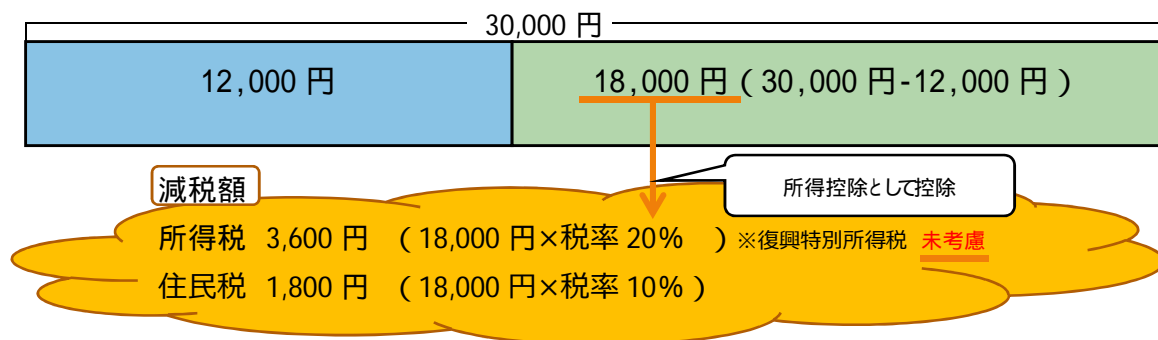 30,000 円
12,000 円
18,000 円 ( 30,000 円-12,000 円 )
所得控除として控除
減税額
所得税 3,600 円 ( 18,000 円×税率 20% ) ※復興特別所得税 未考慮
住民税 1,800 円 ( 18,000 円×税率 10% )